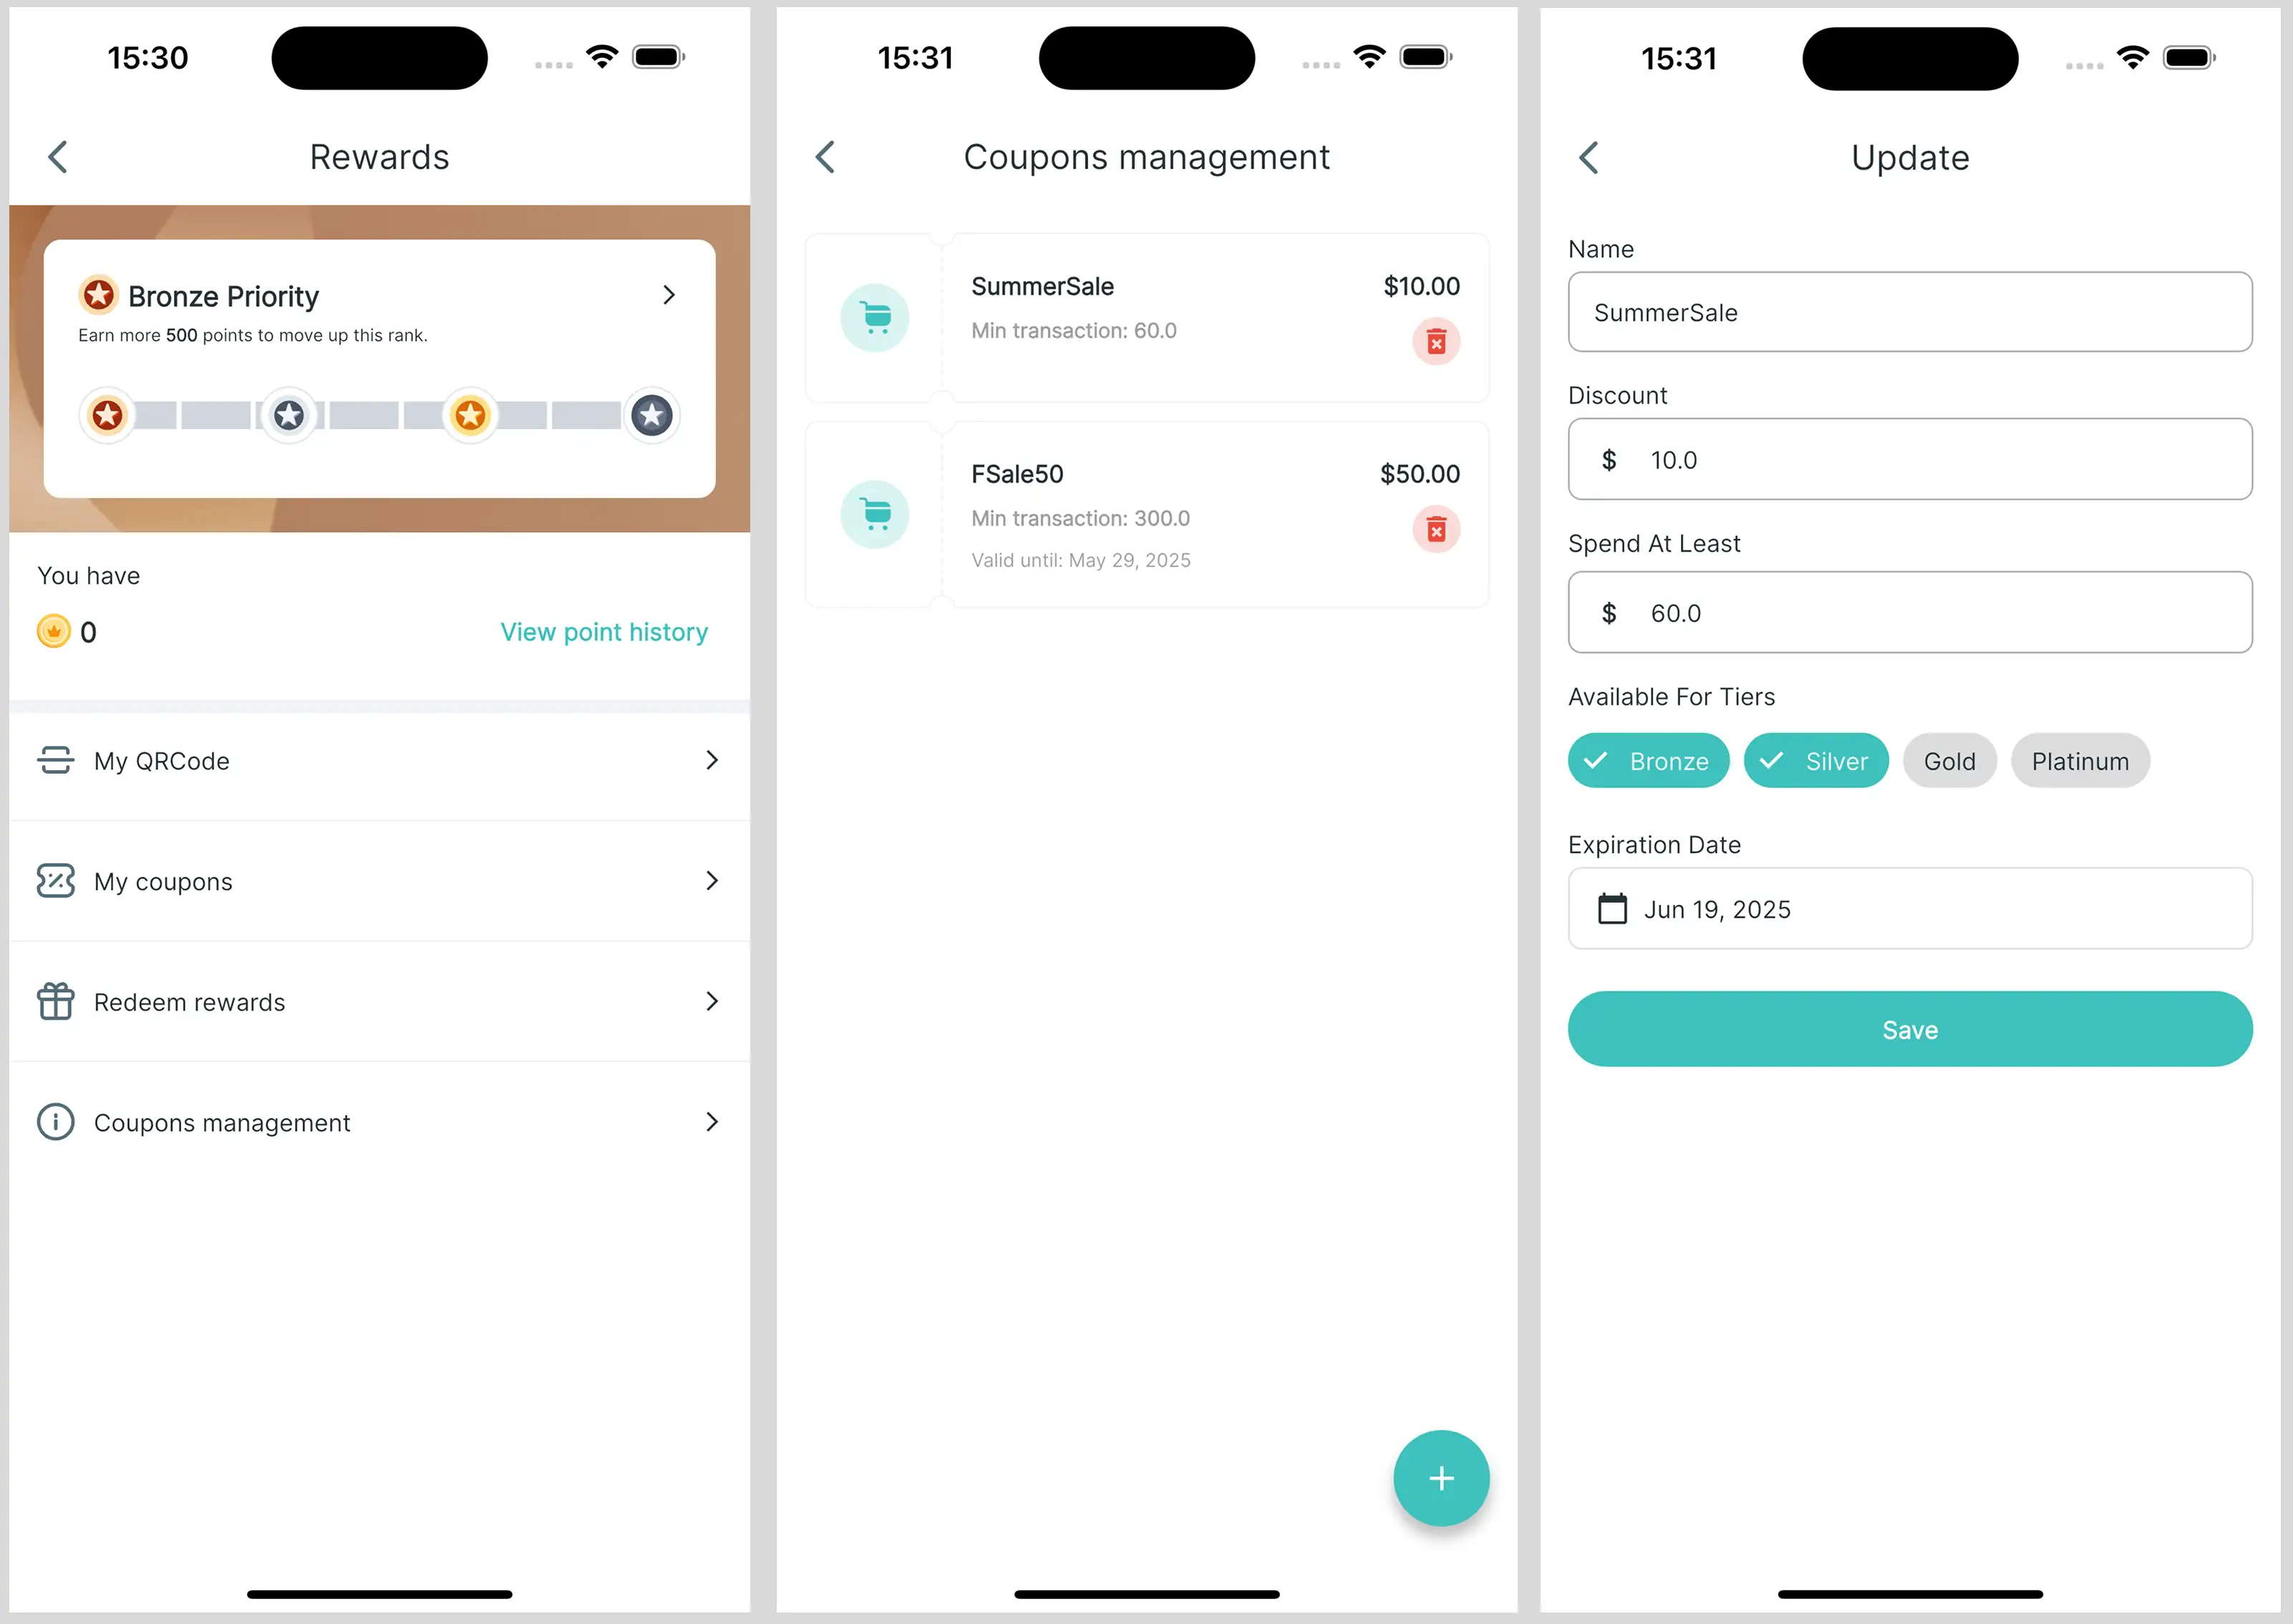 15:30
Rewards
Bronze Priority
Earn more 500 points to move up this rank.
You have
0
View point history
My QRCode
My coupons
Redeem rewards
Coupons management
15:31
Coupons management
SummerSale
$10.00
Min transaction: 60.0
FSale50
$50.00
Min transaction: 300.0
Valid until: May 29, 2025
+
15:31
Update
Name
SummerSale
Discount
$ 10.0
Spend At Least
$ 60.0
Available For Tiers
Bronze Silver Gold Platinum
Expiration Date
Jun 19, 2025
Save